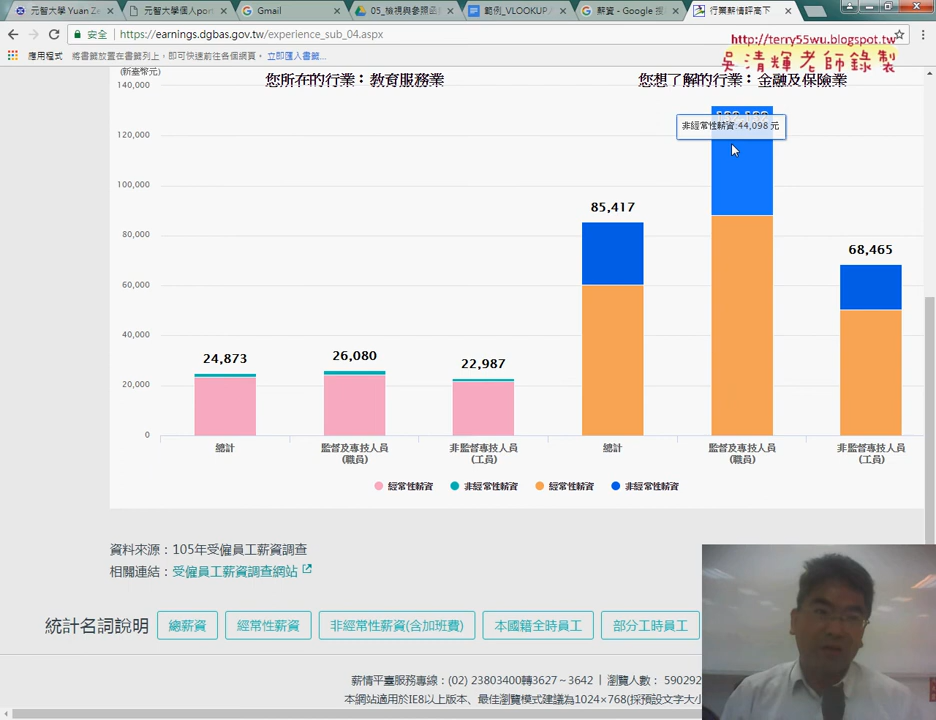 元智大學 Yuan Ze
元智大學個人port
Gmail
05_檢視與參照函
範例_VLOOKUP
薪資 - Google 搜
行業薪情評高下
安全
https://earnings.dgbas.gov.tw/experience_sub_04.aspx
http://terry55wu.blogspot.tw
吳清輝老師錄製
應用程式
將書籤放置在書籤列上，即可快速前往各個網頁。
立即匯入書籤...
(新臺幣元)
您所在的行業：教育服務業
您想了解的行業：金融及保險業
140,000
120,000
100,000
80,000
60,000
40,000
20,000
0
非經常性薪資:44,098 元
85,417
68,465
24,873
26,080
22,987
總計
監督及專技人員
(職員)
非監督專技人員
(工員)
總計
監督及專技人員
(職員)
非監督專技人員
(工員)
經常性薪資
非經常性薪資
經常性薪資
非經常性薪資
資料來源：105年受僱員工薪資調查
相關連結：受僱員工薪資調查網站
統計名詞說明
總薪資
經常性薪資
非經常性薪資(含加班費)
本國籍全時員工
部分工時員工
薪情平臺服務專線：(02) 23803400轉3627～3642 | 瀏覽人數： 590292
本網站適用於IE8以上版本、最佳瀏覽模式建議為1024×768(採預設文字大小